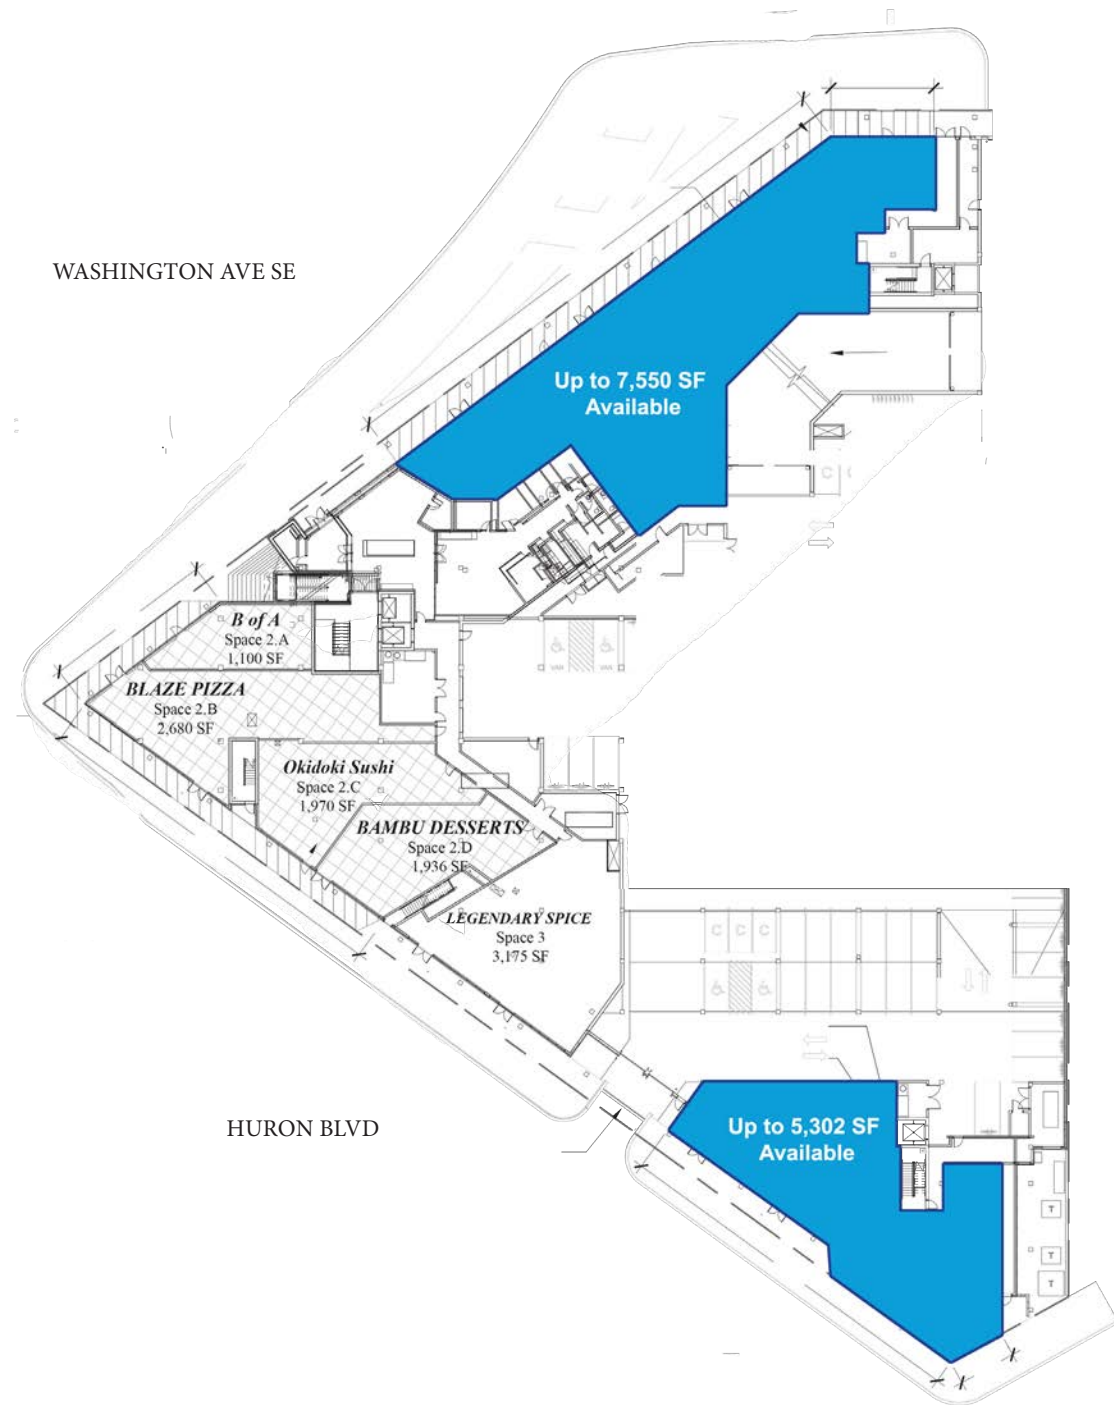 WASHINGTON AVE SE
Up to 7,550 SF
Available
C
VAN
VAN
B of A
Space 2.A
1,100 SF
BLAZE PIZZA
Space 2.B
2,680 SF
Okidoki Sushi
Space 2.C
1,970 SF
BAMBU DESSERTS
Space 2.D
1,936 SF
LEGENDARY SPICE
Space 3
3,175 SF
C C C
HURON BLVD
Up to 5,302 SF
Available
T
T
T